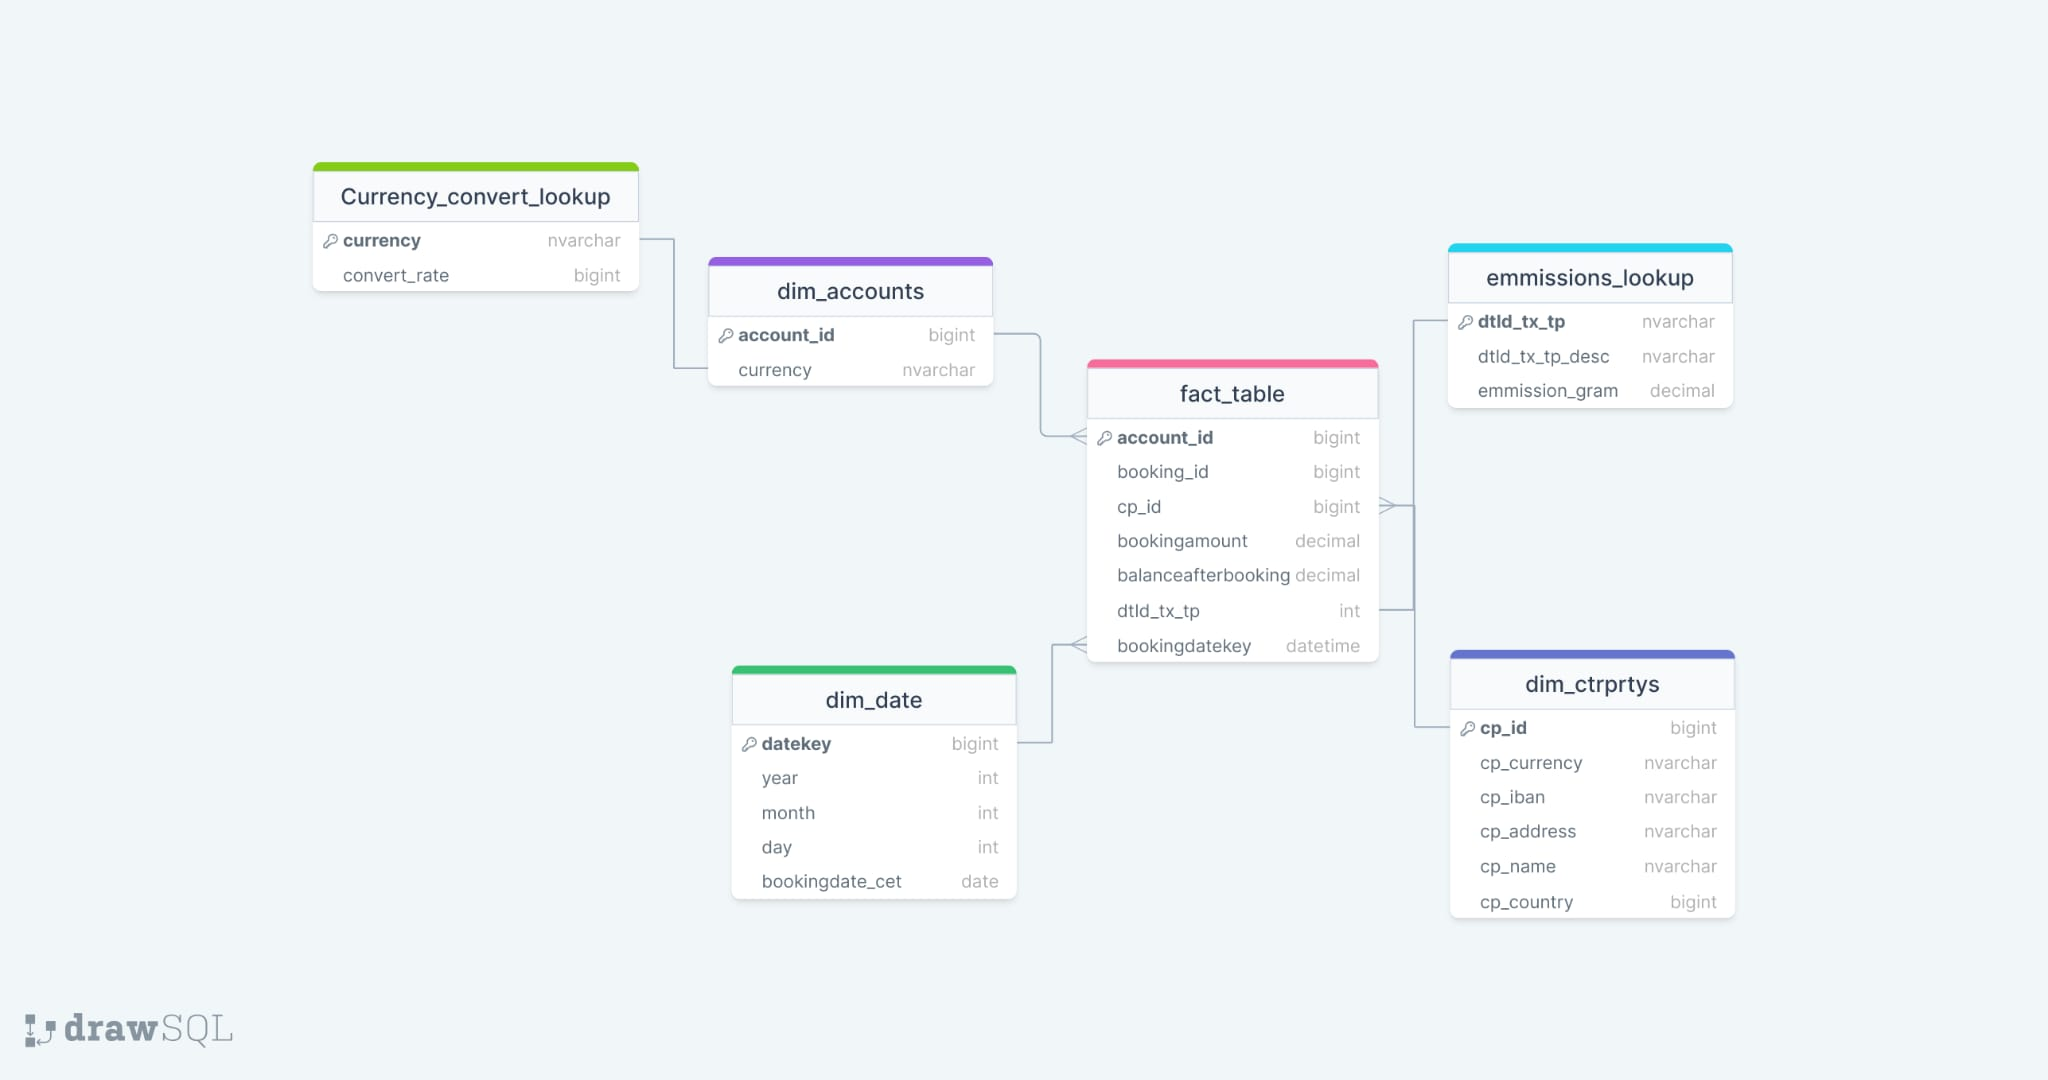 Currency_convert_lookup
currency nvarchar
convert_rate bigint
dim_accounts
account_id bigint
currency nvarchar
fact_table
account_id bigint
booking_id bigint
cp_id bigint
bookingamount decimal
balanceafterbooking decimal
dtld_tx_tp int
bookingdatekey datetime
emmissions_lookup
dtld_tx_tp nvarchar
dtld_tx_tp_desc nvarchar
emmission_gram decimal
dim_date
datekey bigint
year int
month int
day int
bookingdate_cet date
dim_ctrprtys
cp_id bigint
cp_currency nvarchar
cp_iban nvarchar
cp_address nvarchar
cp_name nvarchar
cp_country bigint
drawSQL